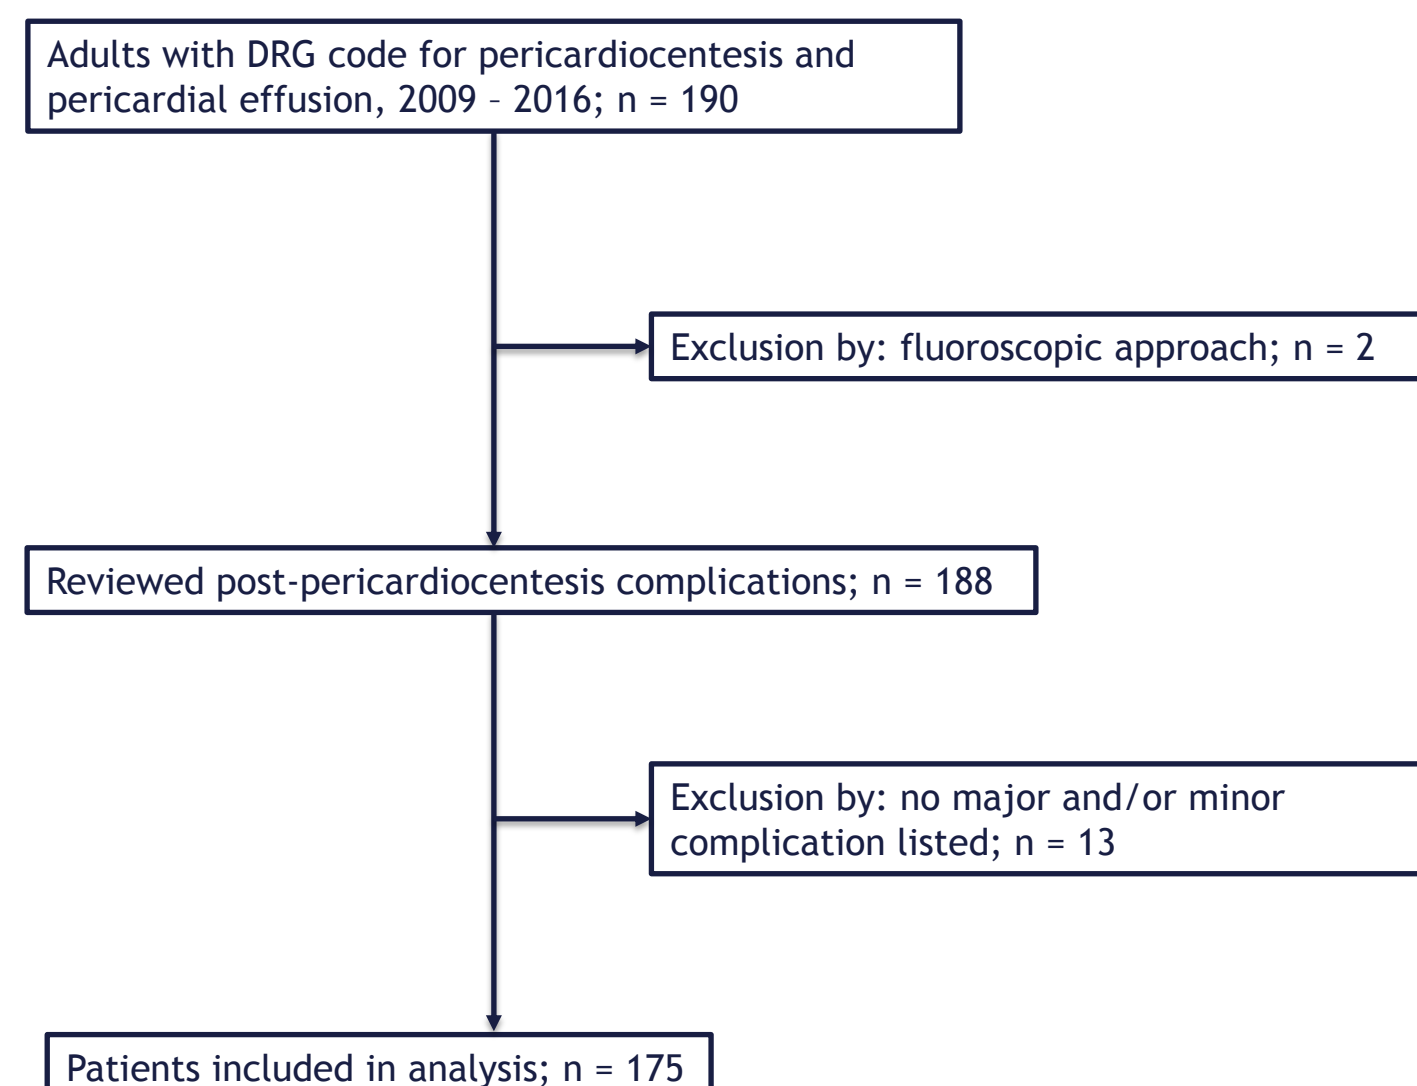 Adults with DRG code for pericardiocentesis and
pericardial effusion, 2009 – 2016; n = 190
Exclusion by: fluoroscopic approach; n = 2
Reviewed post-pericardiocentesis complications; n = 188
Exclusion by: no major and/or minor
complication listed; n = 13
Patients included in analysis; n = 175